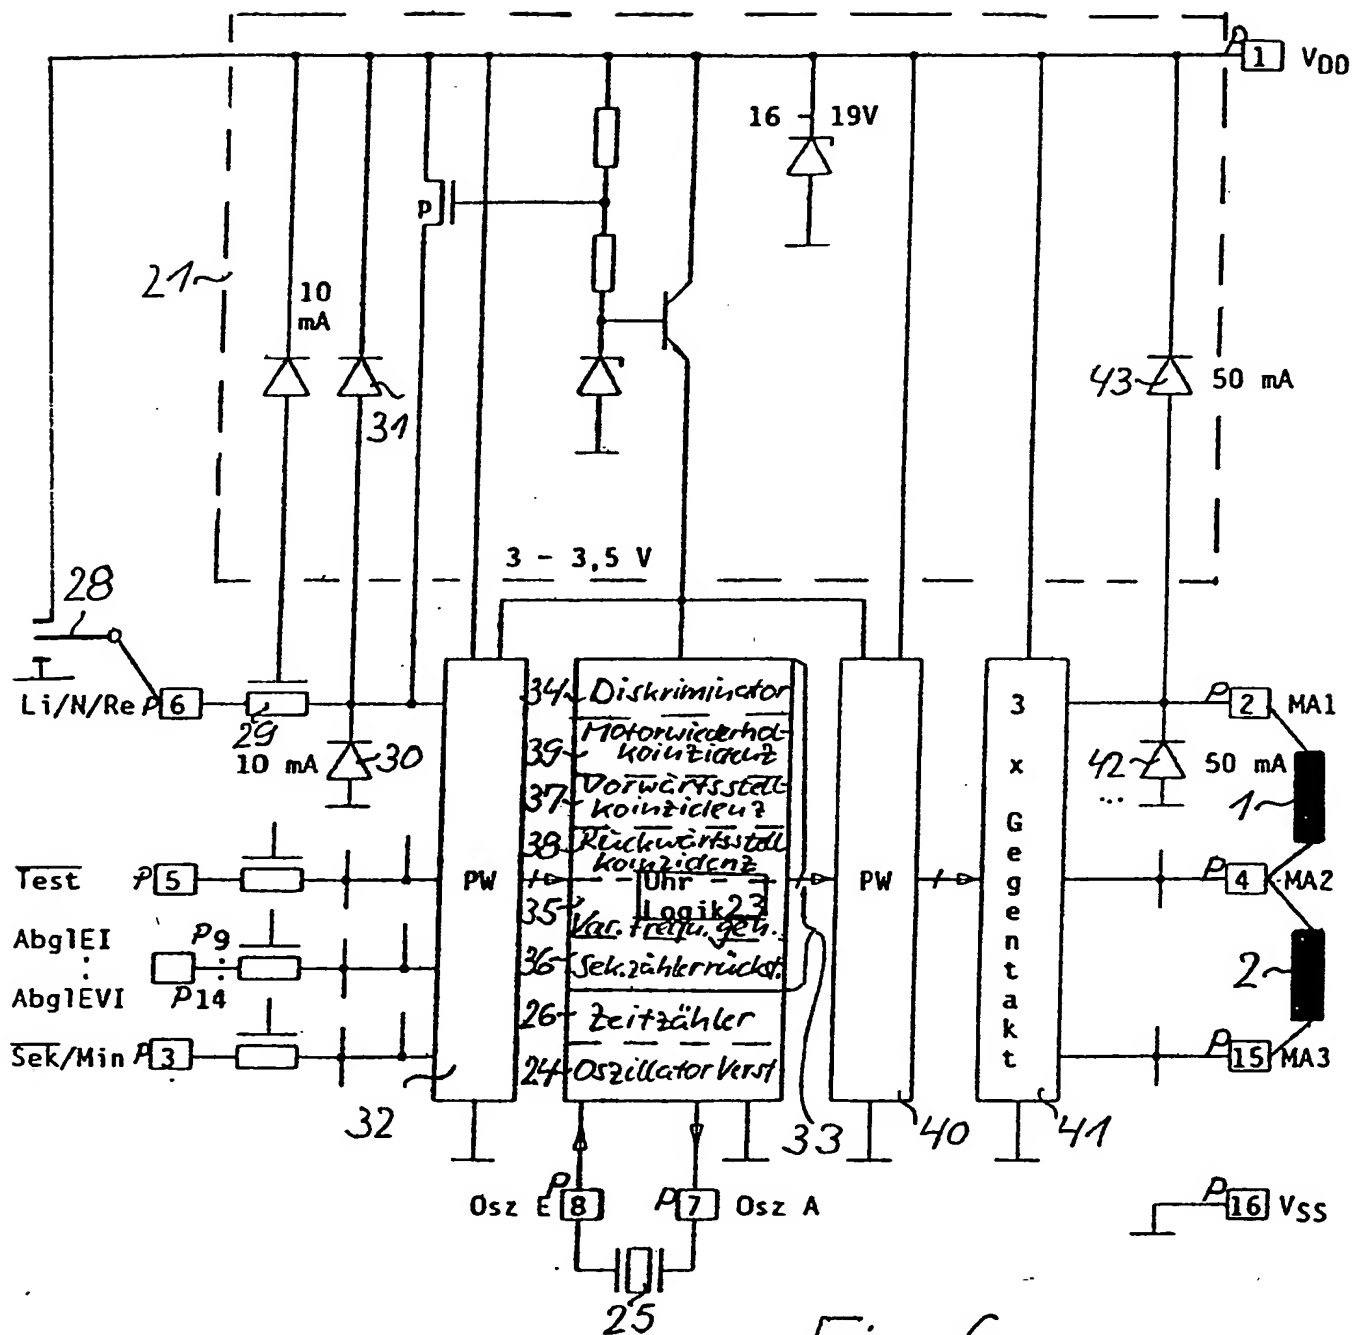 1 VDD
16 - 19V
p
21
10
mA
31
43 50 mA
3 - 3,5 V
28
Li/N/Re P 6
29
10 mA 30
PW
34 Diskriminator
39 Motorwiederhol-
koinzidenz
37 Vorwärtsstell-
koinzidenz
38 Rückwärtsstell
koinzidenz
Uhr
Logik 23
35 Var. frequ. gen.
36 Sek.zählerrückst.
26 Zeitzähler
24 Oszillator Verst
PW
3
x
Gegentakt
P 2 MA1
42 50 mA
...
1
P 4 MA2
2
P 15 MA3
Test P 5
AbglEI P9
:
AbglEVI P14
Sek/Min P 3
32
33
40
41
Osz E P 8
P 7 Osz A
P 16 VSS
25